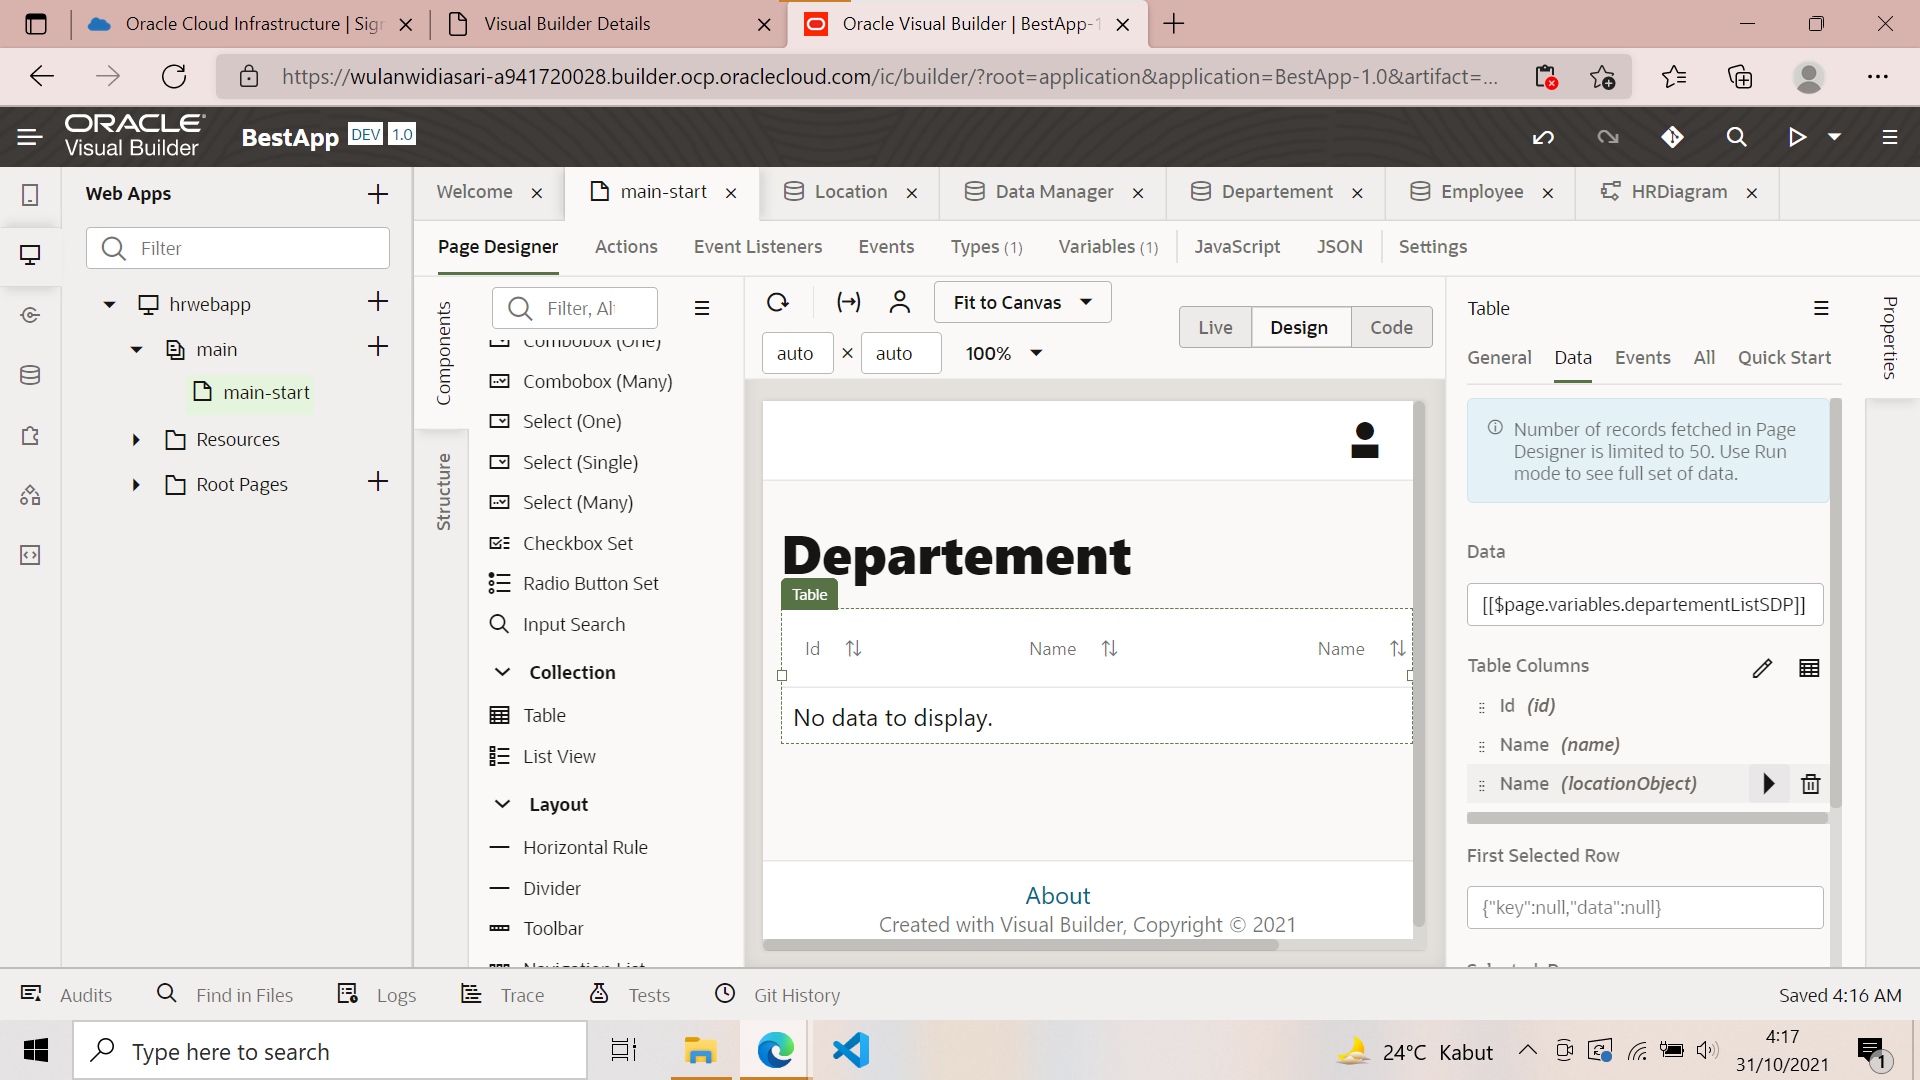 Oracle Cloud Infrastructure | Sign
Visual Builder Details
Oracle Visual Builder | BestApp-1
https://wulanwidiasari-a941720028.builder.ocp.oraclecloud.com/ic/builder/?root=application&application=BestApp-1.0&artifact=...
ORACLE
Visual Builder
BestApp DEV 1.0
Web Apps
Filter
hrwebapp
main
main-start
Resources
Root Pages
Welcome
main-start
Location
Data Manager
Departement
Employee
HRDiagram
Page Designer
Actions
Event Listeners
Events
Types (1)
Variables (1)
JavaScript
JSON
Settings
Components
Structure
Filter, Al
Combobox (One)
Combobox (Many)
Select (One)
Select (Single)
Select (Many)
Checkbox Set
Radio Button Set
Input Search
Collection
Table
List View
Layout
Horizontal Rule
Divider
Toolbar
Navigation List
Fit to Canvas
auto × auto 100%
Live Design Code
Departement
Table
Id Name Name
No data to display.
About
Created with Visual Builder, Copyright © 2021
Table
Properties
General Data Events All Quick Start
Number of records fetched in Page
Designer is limited to 50. Use Run
mode to see full set of data.
Data
[[$page.variables.departementListSDP]]
Table Columns
Id (id)
Name (name)
Name (locationObject)
First Selected Row
{"key":null,"data":null}
Audits
Find in Files
Logs
Trace
Tests
Git History
Saved 4:16 AM
Type here to search
24°C Kabut
4:17
31/10/2021
1